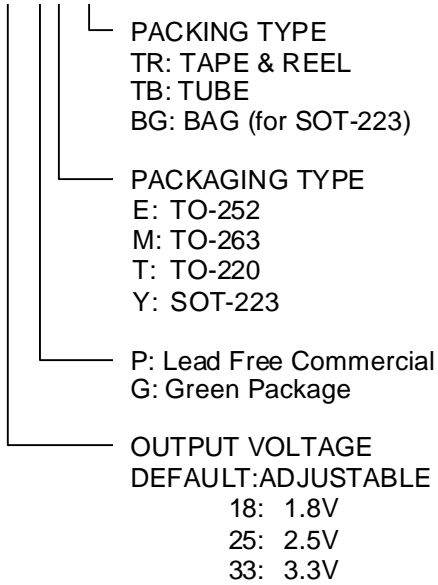 PACKING TYPE
TR: TAPE & REEL
TB: TUBE
BG: BAG (for SOT-223)
PACKAGING TYPE
E: TO-252
M: TO-263
T: TO-220
Y: SOT-223
P: Lead Free Commercial
G: Green Package
OUTPUT VOLTAGE
DEFAULT:ADJUSTABLE
18: 1.8V
25: 2.5V
33: 3.3V